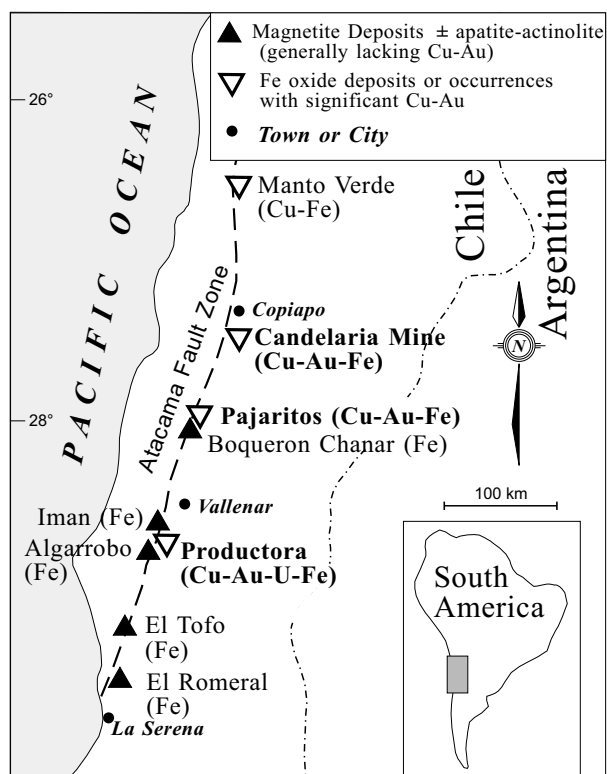 Magnetite Deposits ± apatite-actinolite
(generally lacking Cu-Au)
Fe oxide deposits or occurrences
with significant Cu-Au
Town or City
26°
28°
PACIFIC OCEAN
Atacama Fault Zone
Chile
Argentina
Manto Verde
(Cu-Fe)
Copiapo
Candelaria Mine
(Cu-Au-Fe)
N
Pajaritos (Cu-Au-Fe)
Boqueron Chanar (Fe)
100 km
Vallenar
Iman (Fe)
Algarrobo
(Fe)
Productora
(Cu-Au-U-Fe)
South
America
El Tofo
(Fe)
El Romeral
(Fe)
La Serena